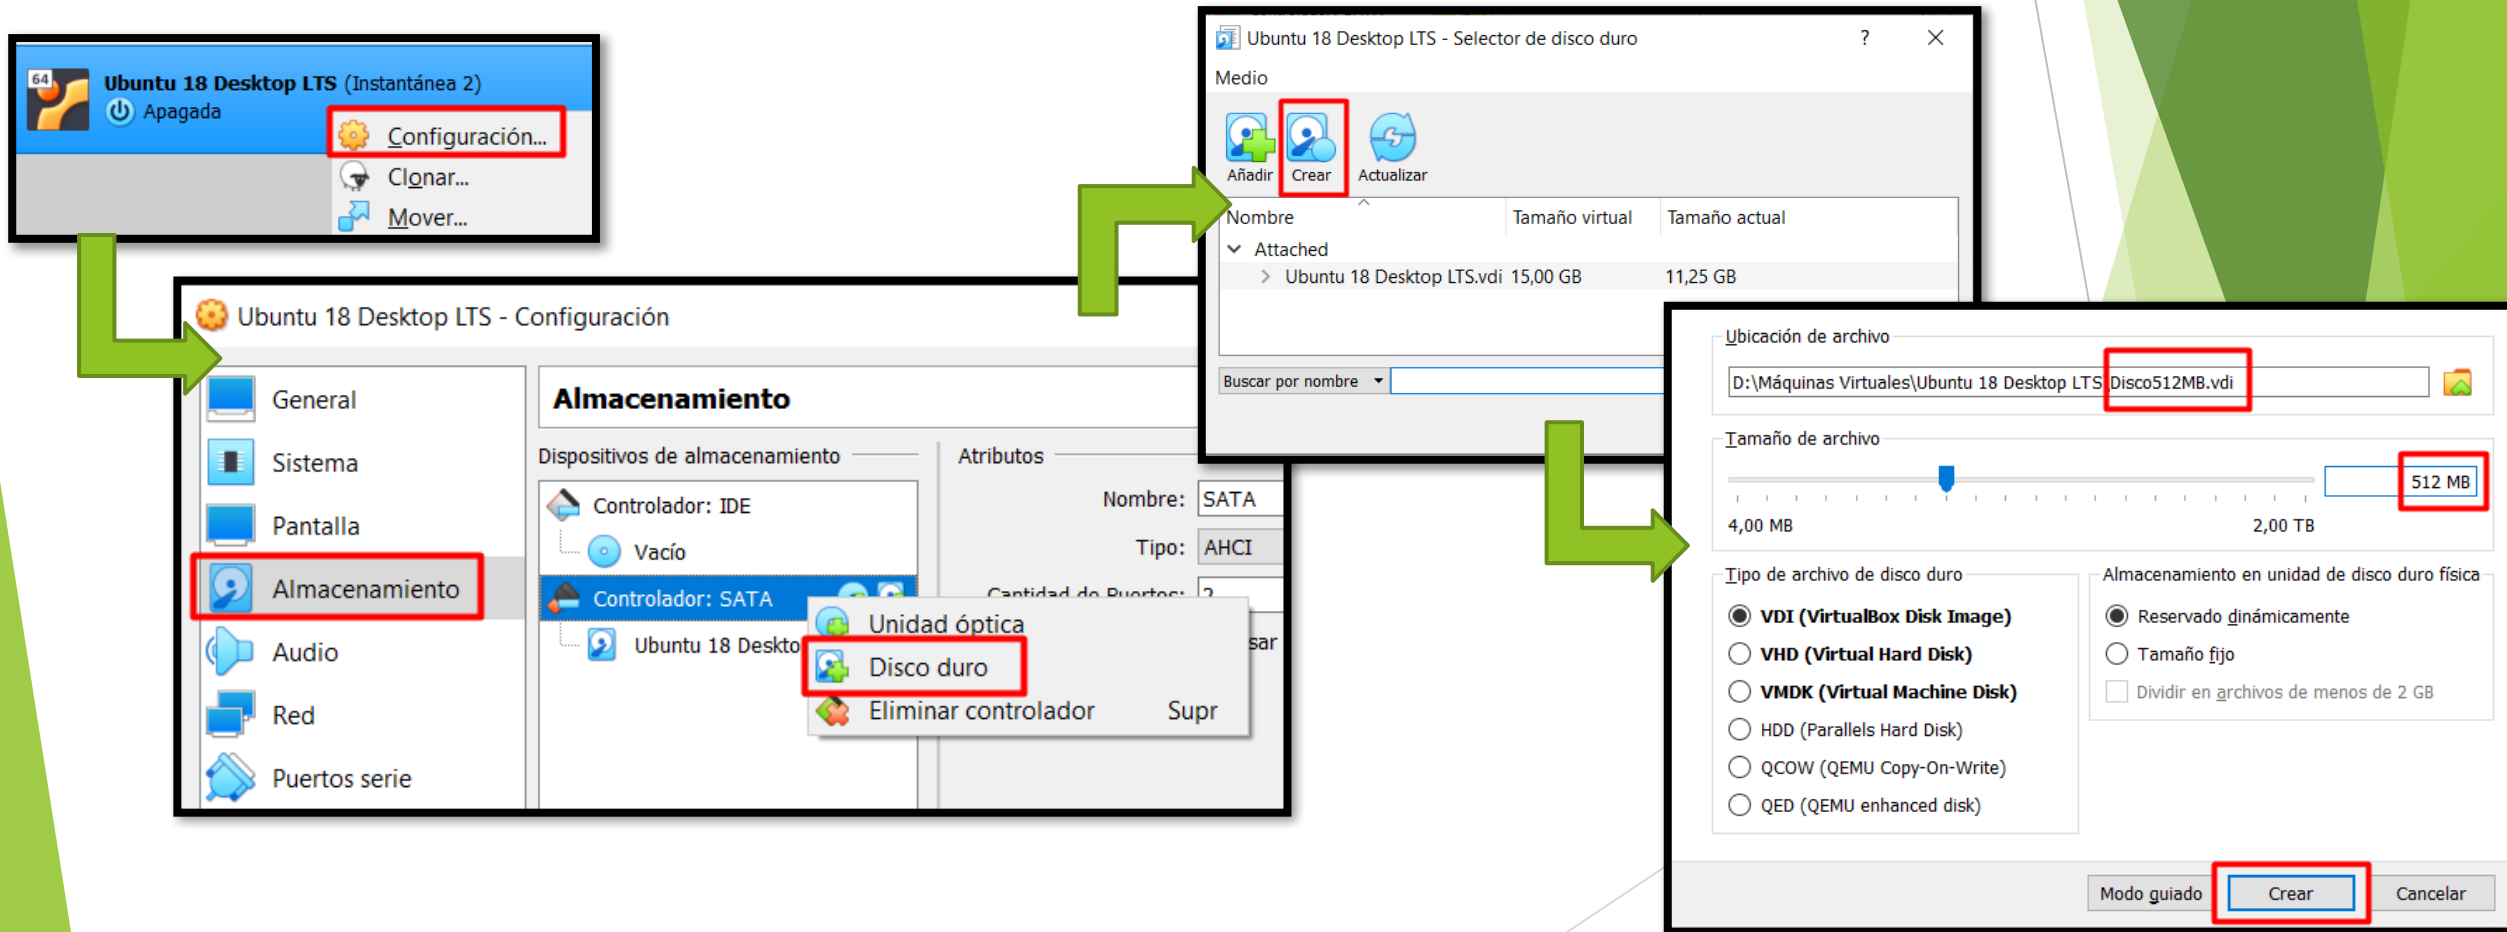 64
Ubuntu 18 Desktop LTS (Instantánea 2)
Apagada
Configuración...
Clonar...
Mover...
Ubuntu 18 Desktop LTS - Configuración
General
Sistema
Pantalla
Almacenamiento
Audio
Red
Puertos serie
Almacenamiento
Dispositivos de almacenamiento
Controlador: IDE
Vacío
Controlador: SATA
Ubuntu 18 Deskto
Atributos
Nombre: SATA
Tipo: AHCI
Cantidad de Puertos: 2
sar
Unidad óptica
Disco duro
Eliminar controlador Supr
Ubuntu 18 Desktop LTS - Selector de disco duro ?
Medio
Añadir Crear Actualizar
Nombre Tamaño virtual Tamaño actual
Attached
Ubuntu 18 Desktop LTS.vdi 15,00 GB 11,25 GB
Buscar por nombre
Ubicación de archivo
D:\Máquinas Virtuales\Ubuntu 18 Desktop LTS\Disco512MB.vdi
Tamaño de archivo
512 MB
4,00 MB 2,00 TB
Tipo de archivo de disco duro
VDI (VirtualBox Disk Image)
VHD (Virtual Hard Disk)
VMDK (Virtual Machine Disk)
HDD (Parallels Hard Disk)
QCOW (QEMU Copy-On-Write)
QED (QEMU enhanced disk)
Almacenamiento en unidad de disco duro física
Reservado dinámicamente
Tamaño fijo
Dividir en archivos de menos de 2 GB
Modo guiado Crear Cancelar